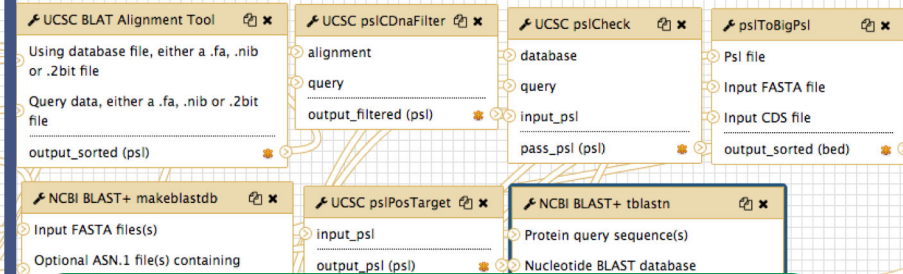 UCSC BLAT Alignment Tool
Using database file, either a .fa, .nib
or .2bit file
Query data, either a .fa, .nib or .2bit
file
output_sorted (psl)
UCSC pslCDnaFilter
alignment
query
output_filtered (psl)
UCSC pslCheck
database
query
input_psl
pass_psl (psl)
pslToBigPsl
Psl file
Input FASTA file
Input CDS file
output_sorted (bed)
NCBI BLAST+ makeblastdb
Input FASTA files(s)
Optional ASN.1 file(s) containing
UCSC pslPosTarget
input_psl
output_psl (psl)
NCBI BLAST+ tblastn
Protein query sequence(s)
Nucleotide BLAST database